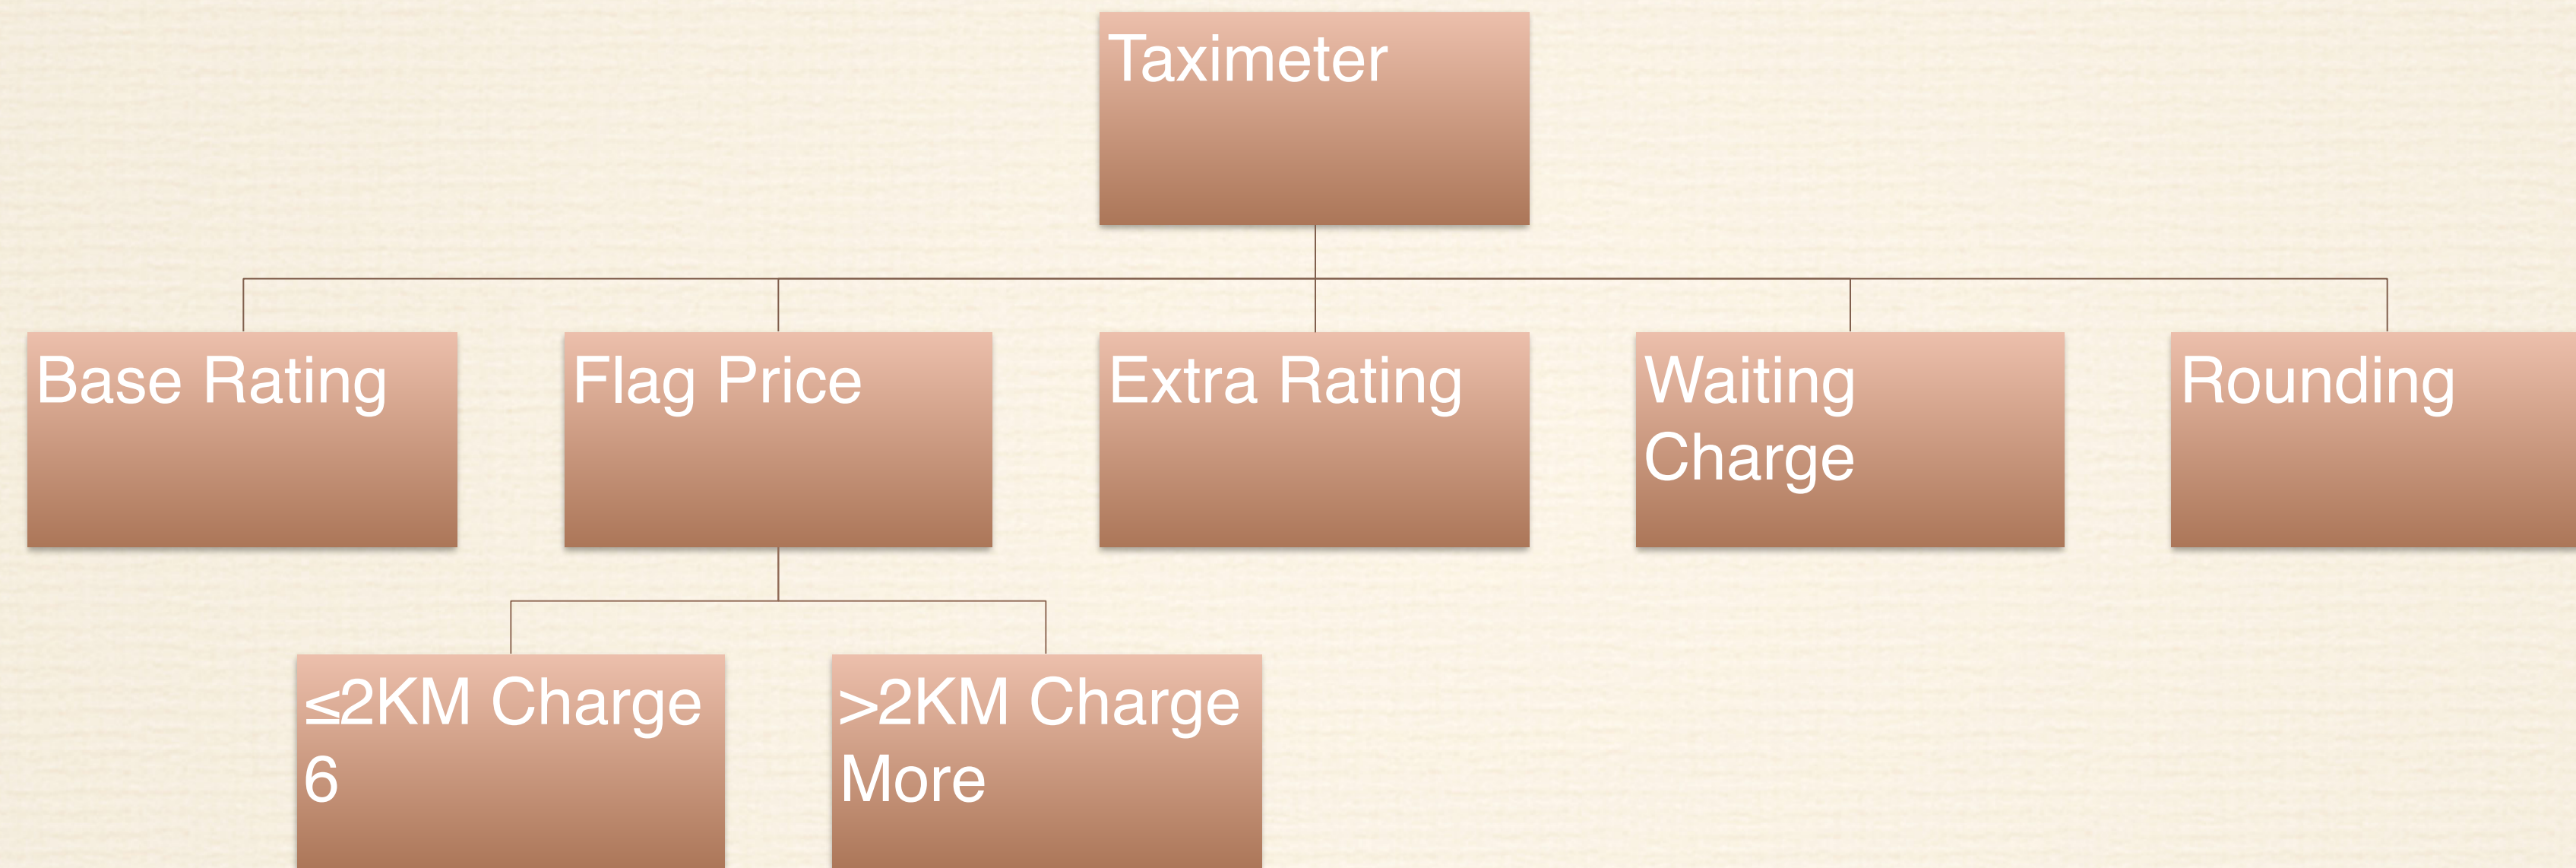 Taximeter
Base Rating
Flag Price
Extra Rating
Waiting
Charge
Rounding
≤2KM Charge
6
>2KM Charge
More